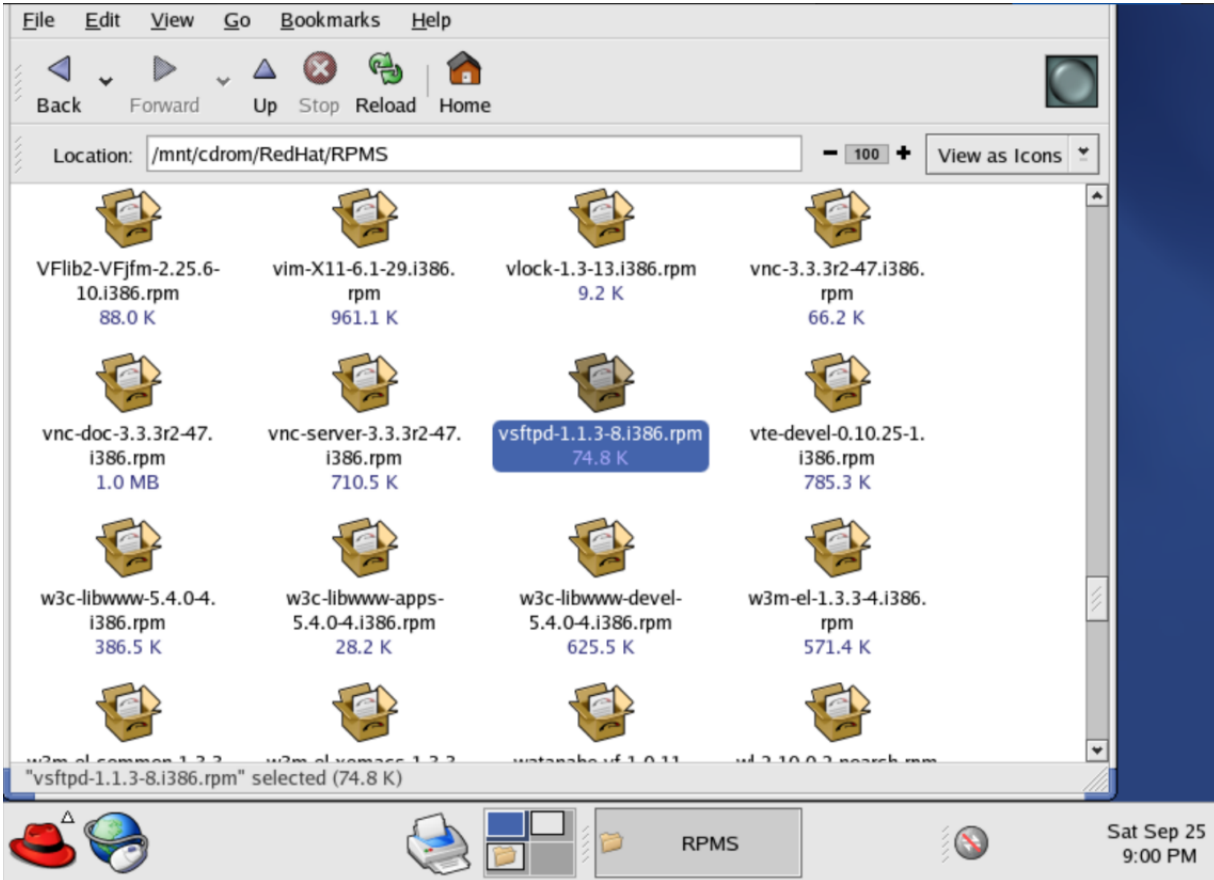 File Edit View Go Bookmarks Help
Back Forward Up Stop Reload Home
Location: /mnt/cdrom/RedHat/RPMS 100 View as Icons
VFlib2-VFjfm-2.25.6-
10.i386.rpm
88.0 K
vim-X11-6.1-29.i386.
rpm
961.1 K
vlock-1.3-13.i386.rpm
9.2 K
vnc-3.3.3r2-47.i386.
rpm
66.2 K
vnc-doc-3.3.3r2-47.
i386.rpm
1.0 MB
vnc-server-3.3.3r2-47.
i386.rpm
710.5 K
vsftpd-1.1.3-8.i386.rpm
74.8 K
vte-devel-0.10.25-1.
i386.rpm
785.3 K
w3c-libwww-5.4.0-4.
i386.rpm
386.5 K
w3c-libwww-apps-
5.4.0-4.i386.rpm
28.2 K
w3c-libwww-devel-
5.4.0-4.i386.rpm
625.5 K
w3m-el-1.3.3-4.i386.
rpm
571.4 K
"vsftpd-1.1.3-8.i386.rpm" selected (74.8 K)
RPMS
Sat Sep 25
9:00 PM